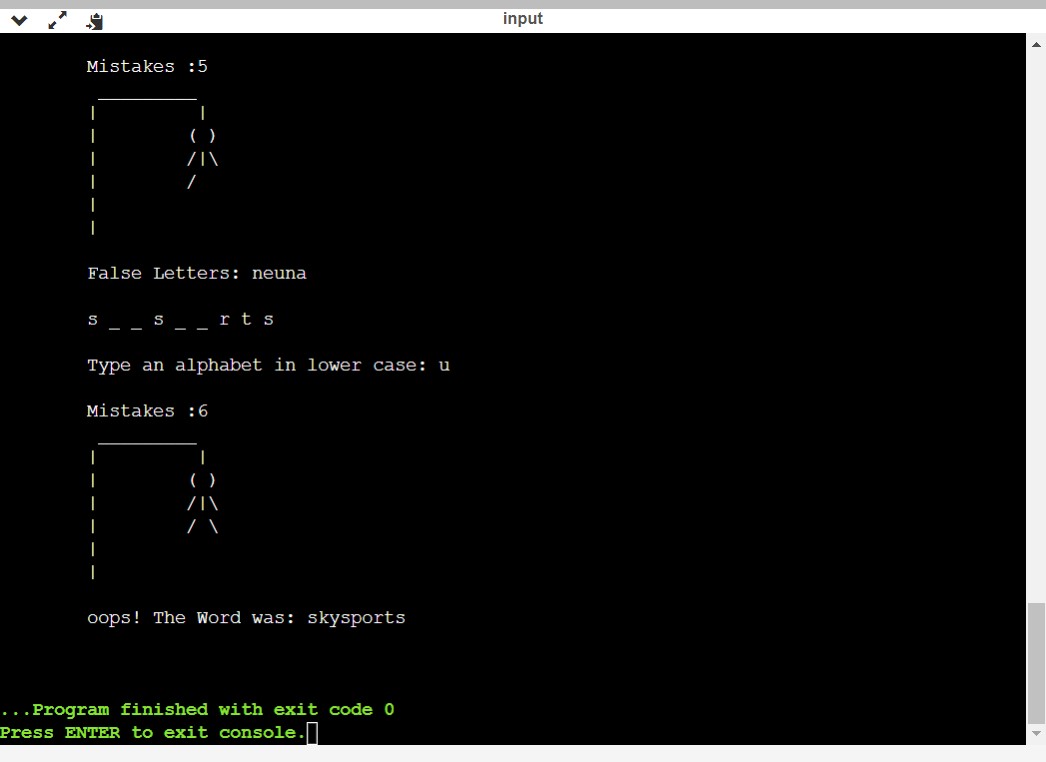 input
Mistakes :5
 _________
|         |
|        ( )
|        /|\
|        /
|
|
False Letters: neuna
s _ _ s _ _ r t s
Type an alphabet in lower case: u
Mistakes :6
 _________
|         |
|        ( )
|        /|\
|        / \
|
|
oops! The Word was: skysports
...Program finished with exit code 0
Press ENTER to exit console.